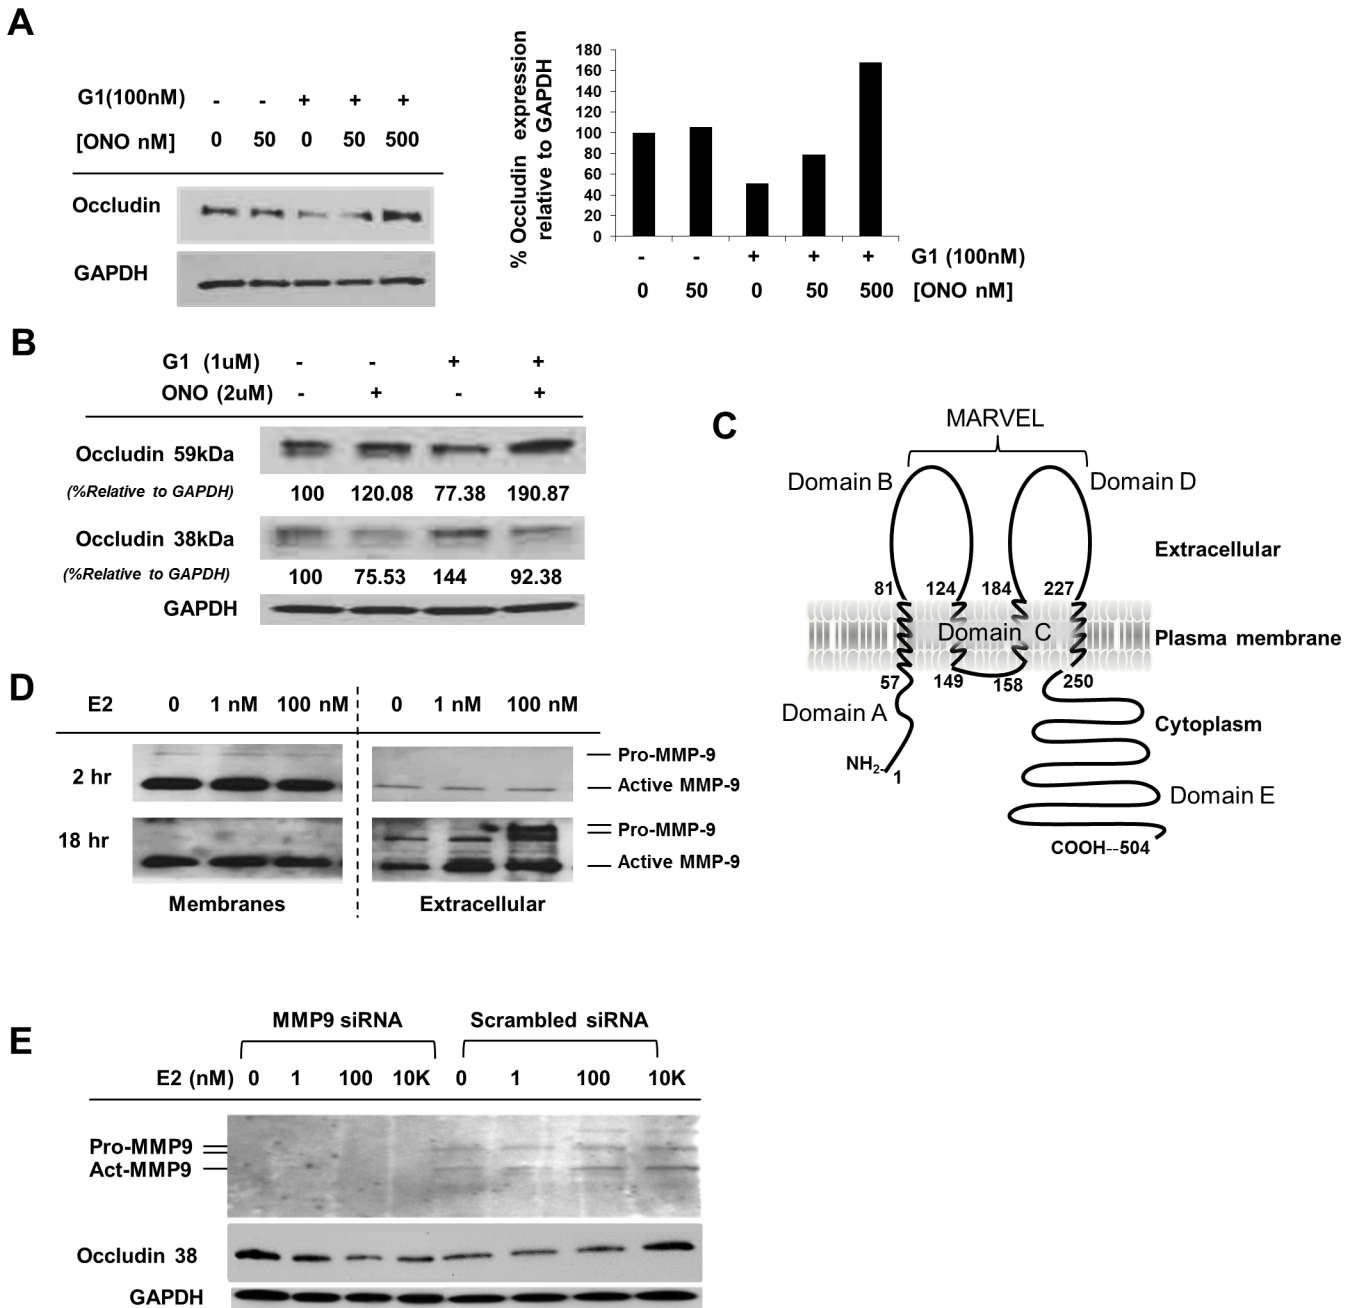 A
G1(100nM) - - + + +
[ONO nM] 0 50 0 50 500
Occludin
GAPDH
% Occludin expression
relative to GAPDH
180
160
140
120
100
80
60
40
20
0
- - + + + G1 (100nM)
0 50 0 50 500 [ONO nM]
B
G1 (1uM) - - + +
ONO (2uM) - + - +
Occludin 59kDa
(%Relative to GAPDH) 100 120.08 77.38 190.87
Occludin 38kDa
(%Relative to GAPDH) 100 75.53 144 92.38
GAPDH
C
MARVEL
Domain B Domain D
Extracellular
81 124 184 227
Domain C
Plasma membrane
57 149 158 250
Domain A
Cytoplasm
NH2- 1
Domain E
COOH--504
D
E2 0 1 nM 100 nM 0 1 nM 100 nM
2 hr
Pro-MMP-9
Active MMP-9
18 hr
Pro-MMP-9
Active MMP-9
Membranes Extracellular
E
MMP9 siRNA Scrambled siRNA
E2 (nM) 0 1 100 10K 0 1 100 10K
Pro-MMP9
Act-MMP9
Occludin 38
GAPDH